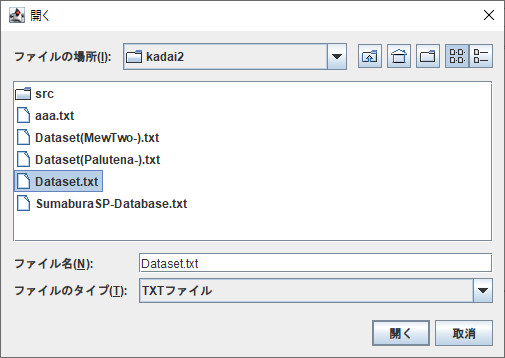 開く
ファイルの場所(I): kadai2
src
aaa.txt
Dataset(MewTwo-).txt
Dataset(Palutena-).txt
Dataset.txt
SumaburaSP-Database.txt
ファイル名(N): Dataset.txt
ファイルのタイプ(T): TXTファイル
開く 取消